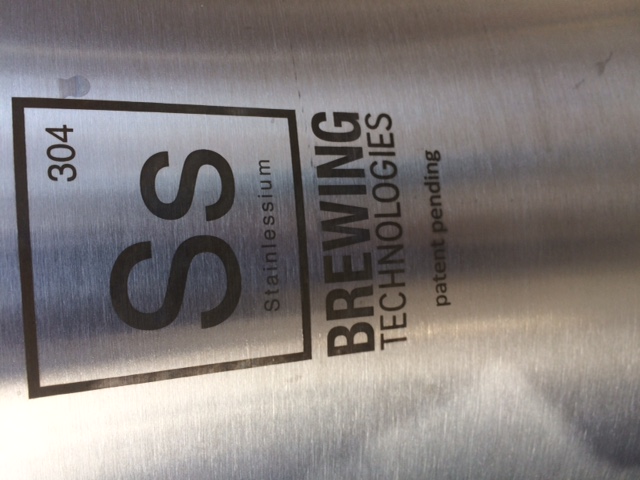 304
Ss
Stainlessium
BREWING
TECHNOLOGIES
patent pending